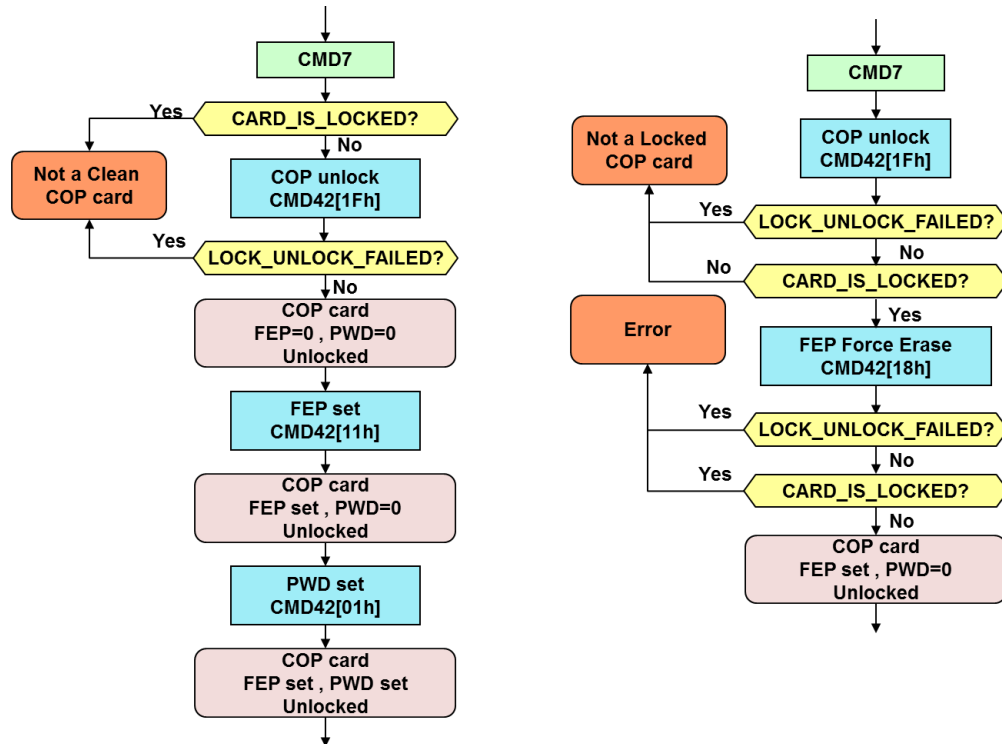 CMD7
Yes
CARD_IS_LOCKED?
No
Not a Clean
COP card
COP unlock
CMD42[1Fh]
Yes
LOCK_UNLOCK_FAILED?
No
COP card
FEP=0 , PWD=0
Unlocked
FEP set
CMD42[11h]
COP card
FEP set , PWD=0
Unlocked
PWD set
CMD42[01h]
COP card
FEP set , PWD set
Unlocked
CMD7
Not a Locked
COP card
COP unlock
CMD42[1Fh]
Yes
LOCK_UNLOCK_FAILED?
No
No
CARD_IS_LOCKED?
Yes
Error
FEP Force Erase
CMD42[18h]
Yes
LOCK_UNLOCK_FAILED?
No
Yes
CARD_IS_LOCKED?
No
COP card
FEP set , PWD=0
Unlocked